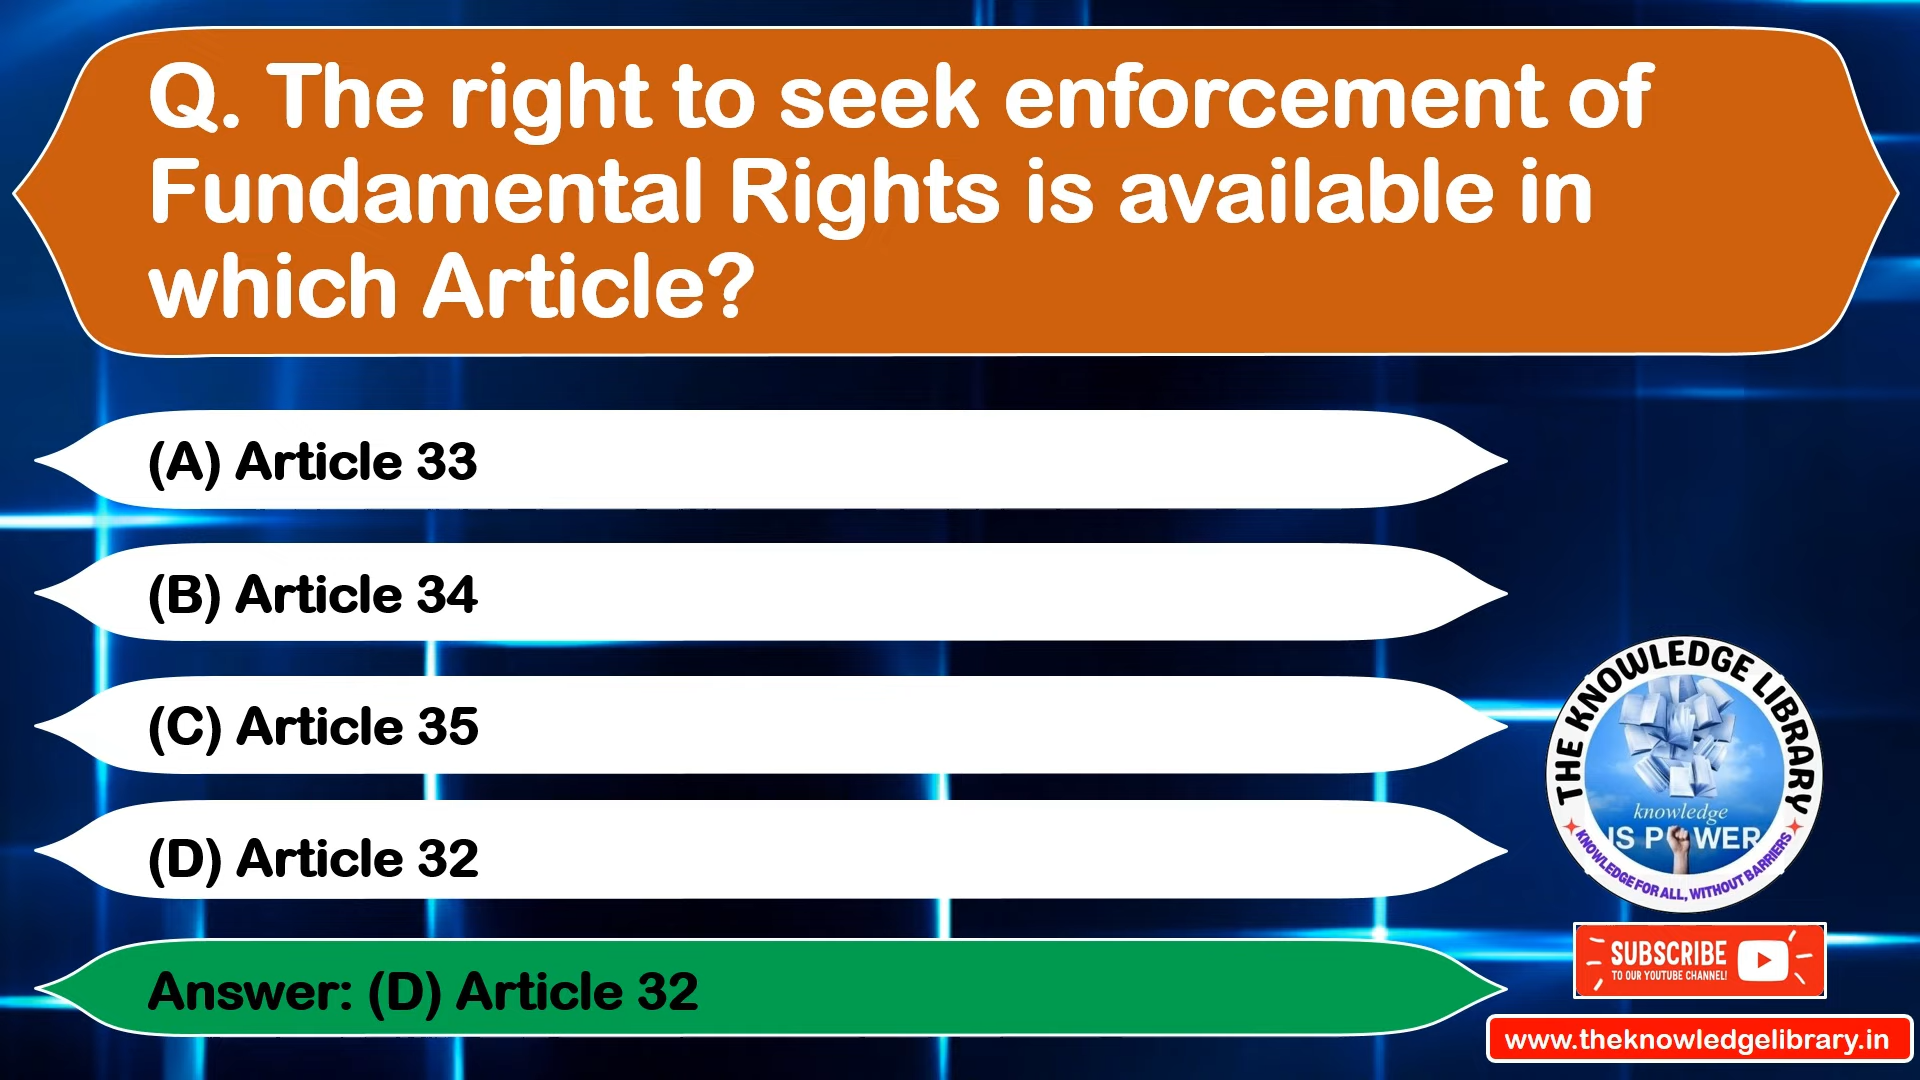 Q. The right to seek enforcement of
Fundamental Rights is available in
which Article?
(A) Article 33
(B) Article 34
(C) Article 35
(D) Article 32
Answer: (D) Article 32
THE KNOWLEDGE LIBRARY
knowledge
IS POWER
KNOWLEDGE FOR ALL, WITHOUT BARRIERS
SUBSCRIBE
TO OUR YOUTUBE CHANNEL!
www.theknowledgelibrary.in